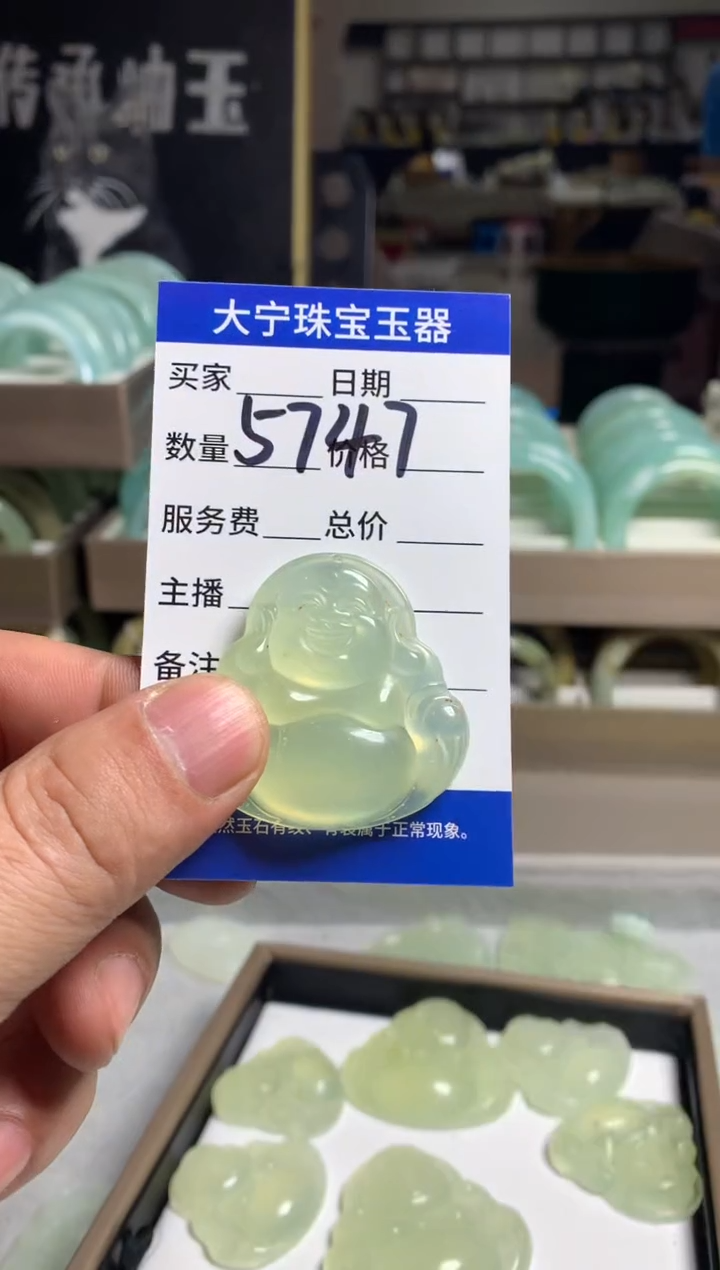 传承岫玉
大宁珠宝玉器
买家 日期
5747
数量 价格
服务费 总价
主播
备注
然玉石有纹、有裂属于正常现象。